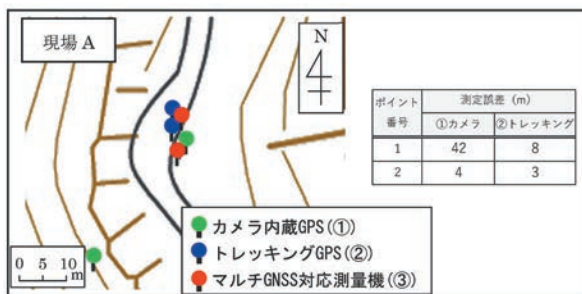 現場A
N
ポイント番号 測定誤差(m)
①カメラ ②トレッキング
1 42 8
2 4 3
カメラ内蔵GPS(①)
トレッキングGPS(②)
マルチGNSS対応測量機(③)
0 5 10 m